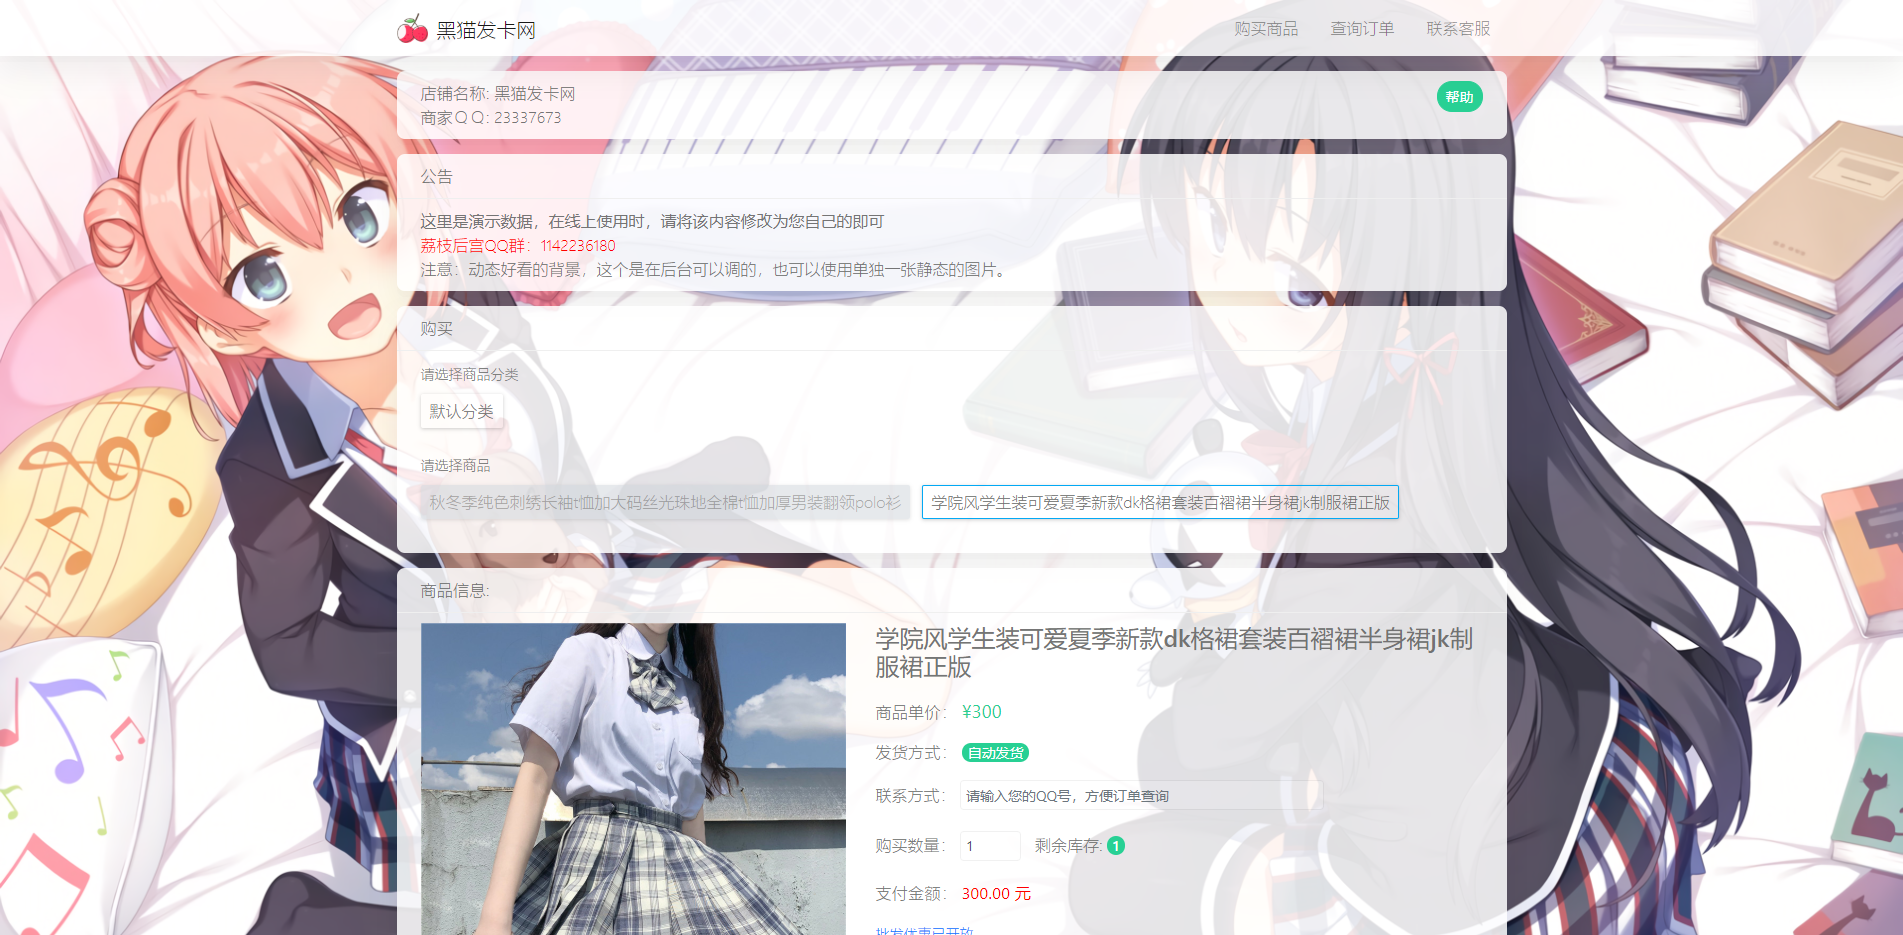 黑猫发卡网
购买商品 查询订单 联系客服
店铺名称: 黑猫发卡网
帮助
商家ＱＱ: 23337673
公告
这里是演示数据，在线上使用时，请将该内容修改为您自己的即可
荔枝后宫QQ群：1142236180
注意：动态好看的背景，这个是在后台可以调的，也可以使用单独一张静态的图片。
购买
请选择商品分类
默认分类
请选择商品
秋冬季纯色刺绣长袖t恤加大码丝光珠地全棉t恤加厚男装翻领polo衫 学院风学生装可爱夏季新款dk格裙套装百褶裙半身裙jk制服裙正版
商品信息:
学院风学生装可爱夏季新款dk格裙套装百褶裙半身裙jk制
服裙正版
商品单价： ¥300
发货方式： 自动发货
联系方式： 请输入您的QQ号，方便订单查询
购买数量： 1 剩余库存: 1
支付金额： 300.00 元
批发优惠已开放